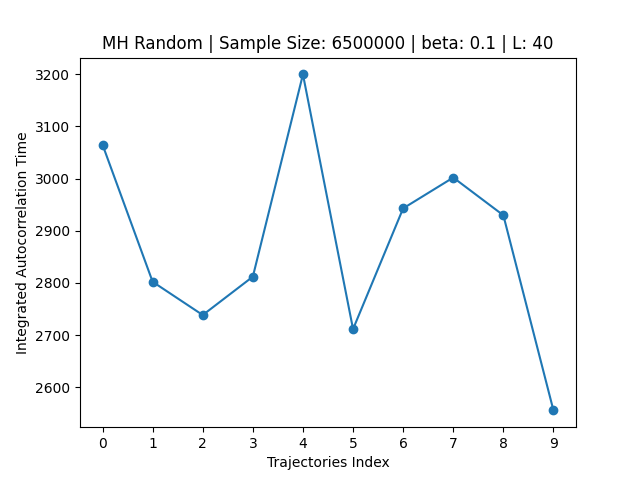 MH Random | Sample Size: 6500000 | beta: 0.1 | L: 40
Integrated Autocorrelation Time
3200
3100
3000
2900
2800
2700
2600
0 1 2 3 4 5 6 7 8 9
Trajectories Index